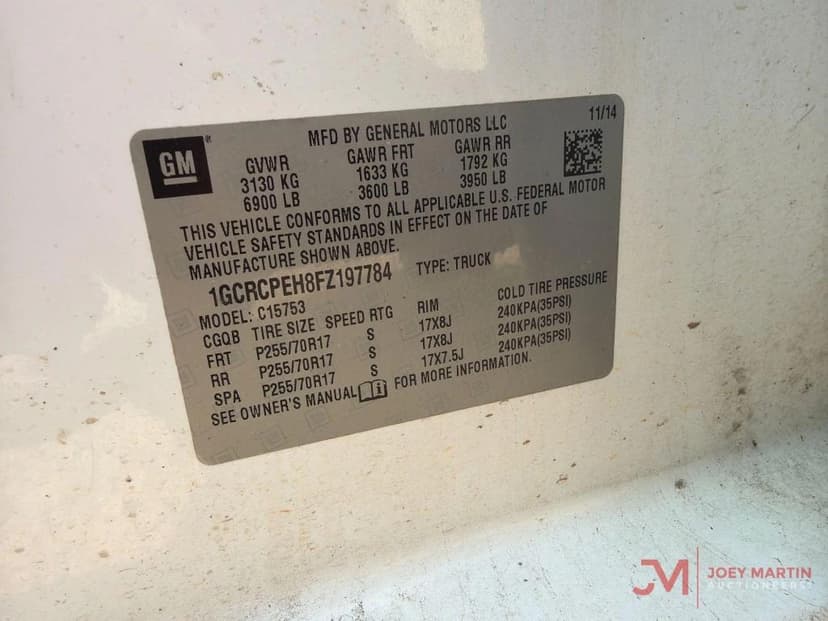 MFD BY GENERAL MOTORS LLC 11/14
GM
GVWR GAWR FRT GAWR RR
3130 KG 1633 KG 1792 KG
6900 LB 3600 LB 3950 LB
THIS VEHICLE CONFORMS TO ALL APPLICABLE U.S. FEDERAL MOTOR
VEHICLE SAFETY STANDARDS IN EFFECT ON THE DATE OF
MANUFACTURE SHOWN ABOVE.
1GCRCPEH8FZ197784 TYPE: TRUCK
MODEL: C15753
CGQB TIRE SIZE SPEED RTG RIM COLD TIRE PRESSURE
FRT P255/70R17 S 17X8J 240KPA(35PSI)
RR P255/70R17 S 17X8J 240KPA(35PSI)
SPA P255/70R17 S 17X7.5J 240KPA(35PSI)
SEE OWNER'S MANUAL FOR MORE INFORMATION.
JM JOEY MARTIN
AUCTIONEERS